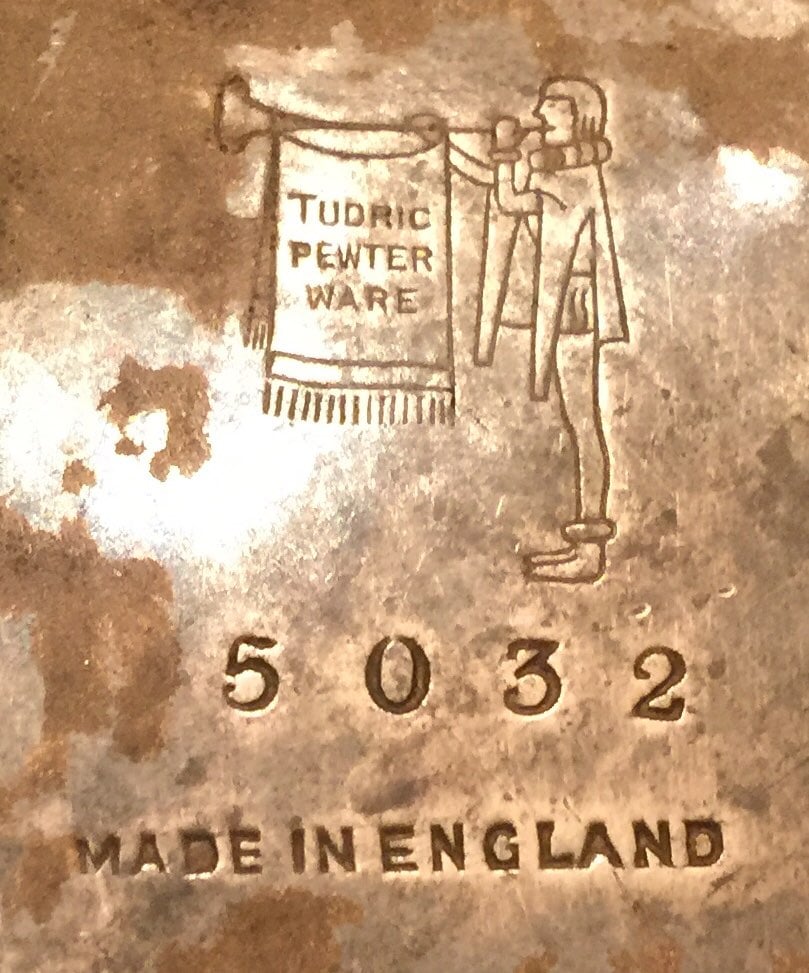 TUDRIC
PEWTER
WARE
5032
MADE IN ENGLAND